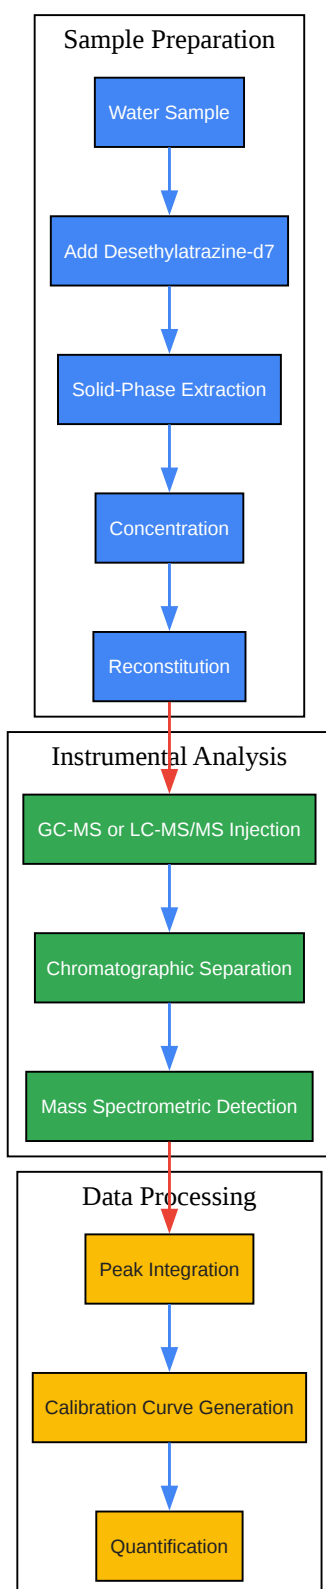 Sample Preparation
Water Sample
Add Desethylatrazine-d7
Solid-Phase Extraction
Concentration
Reconstitution
Instrumental Analysis
GC-MS or LC-MS/MS Injection
Chromatographic Separation
Mass Spectrometric Detection
Data Processing
Peak Integration
Calibration Curve Generation
Quantification